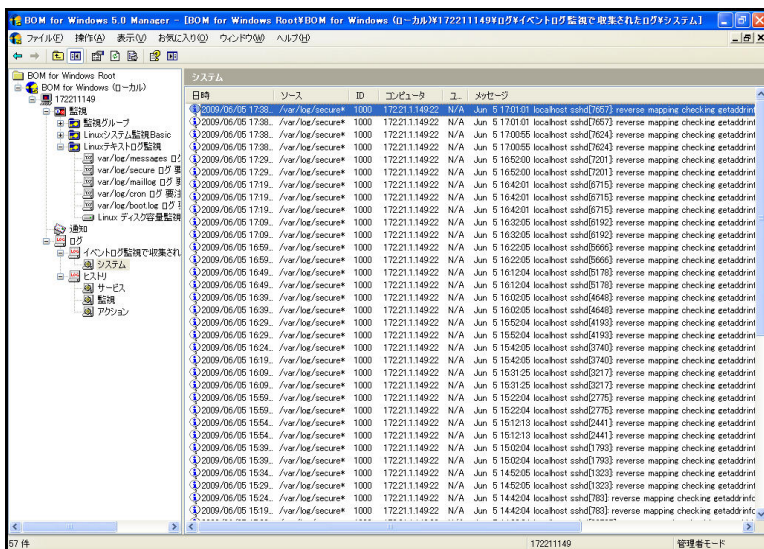 BOM for Windows 5.0 Manager - [BOM for Windows Root¥BOM for Windows (ローカル)¥172211149¥ログ¥イベントログ監視で収集されたログ¥システム]
ファイル(F) 操作(A) 表示(V) お気に入り(O) ウィンドウ(W) ヘルプ(H)
BOM for Windows Root
BOM for Windows (ローカル)
172211149
監視
監視グループ
Linuxシステム監視Basic
Linuxテキストログ監視
var/log/messages ログ
var/log/secure ログ 要
var/log/maillog ログ 要
var/log/cron ログ 要注
var/log/boot.log ログ 要
Linux ディスク容量監視
通知
ログ
イベントログ監視で収集され
システム
ヒストリ
サービス
監視
アクション
システム
日時 ソース ID コンピュータ ユ... メッセージ
2009/06/05 17:38... /var/log/secure* 1000 172.21.1.149:22 N/A Jun 5 17:01:01 localhost sshd[7657]: reverse mapping checking getaddrinf
2009/06/05 17:38... /var/log/secure* 1000 172.21.1.149:22 N/A Jun 5 17:01:01 localhost sshd[7657]: reverse mapping checking getaddrinf
2009/06/05 17:38... /var/log/secure* 1000 172.21.1.149:22 N/A Jun 5 17:00:55 localhost sshd[7624]: reverse mapping checking getaddrinf
2009/06/05 17:38... /var/log/secure* 1000 172.21.1.149:22 N/A Jun 5 17:00:55 localhost sshd[7624]: reverse mapping checking getaddrinf
2009/06/05 17:29... /var/log/secure* 1000 172.21.1.149:22 N/A Jun 5 16:52:00 localhost sshd[7201]: reverse mapping checking getaddrinf
2009/06/05 17:29... /var/log/secure* 1000 172.21.1.149:22 N/A Jun 5 16:52:00 localhost sshd[7201]: reverse mapping checking getaddrinf
2009/06/05 17:19... /var/log/secure* 1000 172.21.1.149:22 N/A Jun 5 16:42:01 localhost sshd[6715]: reverse mapping checking getaddrinf
2009/06/05 17:19... /var/log/secure* 1000 172.21.1.149:22 N/A Jun 5 16:42:01 localhost sshd[6715]: reverse mapping checking getaddrinf
2009/06/05 17:19... /var/log/secure* 1000 172.21.1.149:22 N/A Jun 5 16:42:01 localhost sshd[6715]: reverse mapping checking getaddrinf
2009/06/05 17:09... /var/log/secure* 1000 172.21.1.149:22 N/A Jun 5 16:32:05 localhost sshd[6192]: reverse mapping checking getaddrinf
2009/06/05 17:09... /var/log/secure* 1000 172.21.1.149:22 N/A Jun 5 16:32:05 localhost sshd[6192]: reverse mapping checking getaddrinf
2009/06/05 16:59... /var/log/secure* 1000 172.21.1.149:22 N/A Jun 5 16:22:05 localhost sshd[5666]: reverse mapping checking getaddrinf
2009/06/05 16:59... /var/log/secure* 1000 172.21.1.149:22 N/A Jun 5 16:22:05 localhost sshd[5666]: reverse mapping checking getaddrinf
2009/06/05 16:49... /var/log/secure* 1000 172.21.1.149:22 N/A Jun 5 16:12:04 localhost sshd[5178]: reverse mapping checking getaddrinf
2009/06/05 16:49... /var/log/secure* 1000 172.21.1.149:22 N/A Jun 5 16:12:04 localhost sshd[5178]: reverse mapping checking getaddrinf
2009/06/05 16:39... /var/log/secure* 1000 172.21.1.149:22 N/A Jun 5 16:02:05 localhost sshd[4648]: reverse mapping checking getaddrinf
2009/06/05 16:39... /var/log/secure* 1000 172.21.1.149:22 N/A Jun 5 16:02:05 localhost sshd[4648]: reverse mapping checking getaddrinf
2009/06/05 16:29... /var/log/secure* 1000 172.21.1.149:22 N/A Jun 5 15:52:04 localhost sshd[4193]: reverse mapping checking getaddrinf
2009/06/05 16:29... /var/log/secure* 1000 172.21.1.149:22 N/A Jun 5 15:52:04 localhost sshd[4193]: reverse mapping checking getaddrinf
2009/06/05 16:24... /var/log/secure* 1000 172.21.1.149:22 N/A Jun 5 15:42:05 localhost sshd[3740]: reverse mapping checking getaddrinf
2009/06/05 16:19... /var/log/secure* 1000 172.21.1.149:22 N/A Jun 5 15:42:05 localhost sshd[3740]: reverse mapping checking getaddrinf
2009/06/05 16:09... /var/log/secure* 1000 172.21.1.149:22 N/A Jun 5 15:31:25 localhost sshd[3217]: reverse mapping checking getaddrinf
2009/06/05 16:09... /var/log/secure* 1000 172.21.1.149:22 N/A Jun 5 15:31:25 localhost sshd[3217]: reverse mapping checking getaddrinf
2009/06/05 15:59... /var/log/secure* 1000 172.21.1.149:22 N/A Jun 5 15:22:04 localhost sshd[2775]: reverse mapping checking getaddrinf
2009/06/05 15:59... /var/log/secure* 1000 172.21.1.149:22 N/A Jun 5 15:22:04 localhost sshd[2775]: reverse mapping checking getaddrinf
2009/06/05 15:54... /var/log/secure* 1000 172.21.1.149:22 N/A Jun 5 15:12:13 localhost sshd[2441]: reverse mapping checking getaddrinf
2009/06/05 15:54... /var/log/secure* 1000 172.21.1.149:22 N/A Jun 5 15:12:13 localhost sshd[2441]: reverse mapping checking getaddrinf
2009/06/05 15:39... /var/log/secure* 1000 172.21.1.149:22 N/A Jun 5 15:02:04 localhost sshd[1793]: reverse mapping checking getaddrinf
2009/06/05 15:39... /var/log/secure* 1000 172.21.1.149:22 N/A Jun 5 15:02:04 localhost sshd[1793]: reverse mapping checking getaddrinf
2009/06/05 15:34... /var/log/secure* 1000 172.21.1.149:22 N/A Jun 5 14:52:05 localhost sshd[1323]: reverse mapping checking getaddrinf
2009/06/05 15:29... /var/log/secure* 1000 172.21.1.149:22 N/A Jun 5 14:52:05 localhost sshd[1323]: reverse mapping checking getaddrinf
2009/06/05 15:24... /var/log/secure* 1000 172.21.1.149:22 N/A Jun 5 14:42:04 localhost sshd[783]: reverse mapping checking getaddrinfo
2009/06/05 15:19... /var/log/secure* 1000 172.21.1.149:22 N/A Jun 5 14:42:04 localhost sshd[783]: reverse mapping checking getaddrinfo
57 件 172211149 管理者モード